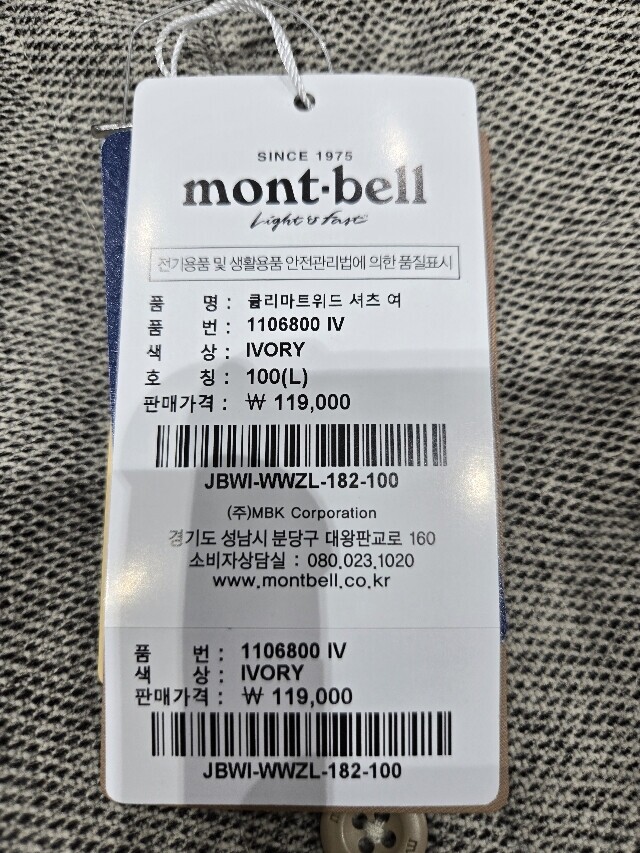 SINCE 1975
mont-bell
Light & Fast
전기용품 및 생활용품 안전관리법에 의한 품질표시
품 명 : 클리마트위드 셔츠 여
품 번 : 1106800 IV
색 상 : IVORY
호 칭 : 100(L)
판매가격 : ₩ 119,000
JBWI-WWZL-182-100
(주)MBK Corporation
경기도 성남시 분당구 대왕판교로 160
소비자상담실 : 080.023.1020
www.montbell.co.kr
품 번 : 1106800 IV
색 상 : IVORY
판매가격 : ₩ 119,000
JBWI-WWZL-182-100